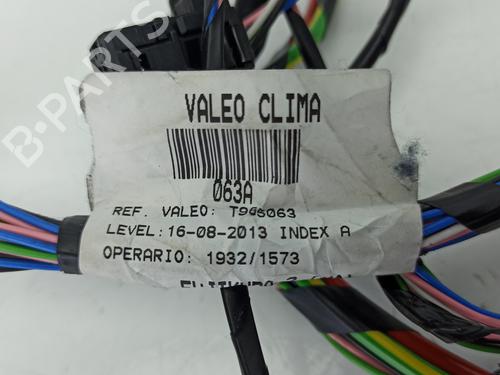 B-PARTS
VALEO CLIMA
063A
REF. VALEO: T996063
LEVEL:16-08-2013 INDEX A
OPERARIO: 1932/1573